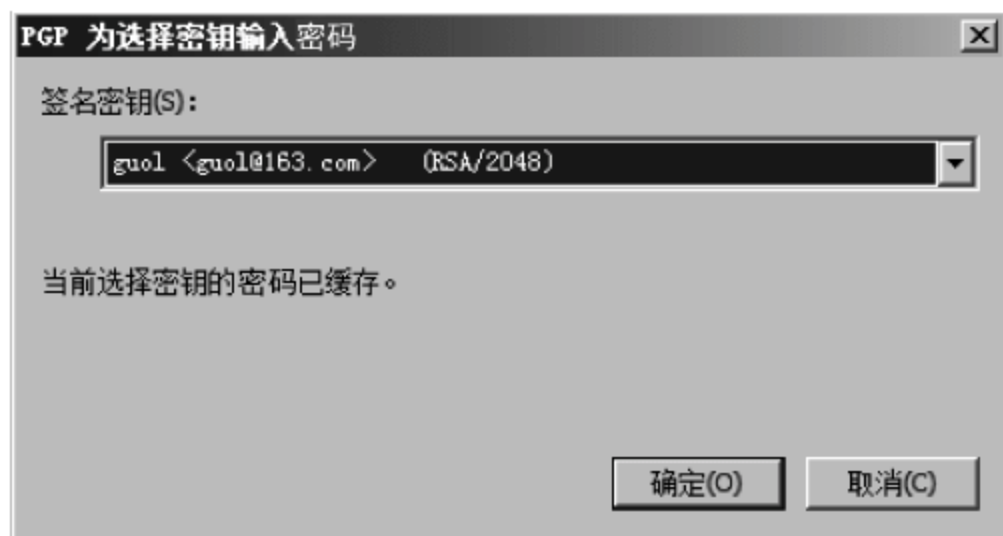 PGP 为选择密钥输入密码
签名密钥(S):
guol <guol@163.com> (RSA/2048)
当前选择密钥的密码已缓存。
确定(O) 取消(C)